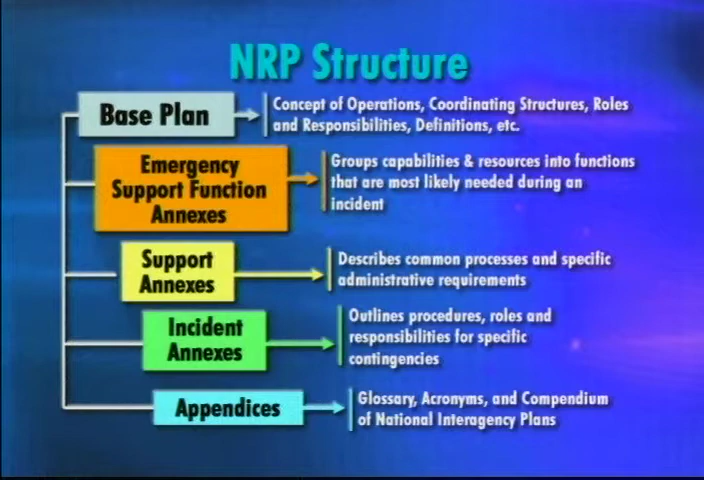 NRP Structure
Base Plan
Concept of Operations, Coordinating Structures, Roles
and Responsibilities, Definitions, etc.
Emergency
Support Function
Annexes
Groups capabilities & resources into functions
that are most likely needed during an
incident
Support
Annexes
Describes common processes and specific
administrative requirements
Incident
Annexes
Outlines procedures, roles and
responsibilities for specific
contingencies
Appendices
Glossary, Acronyms, and Compendium
of National Interagency Plans